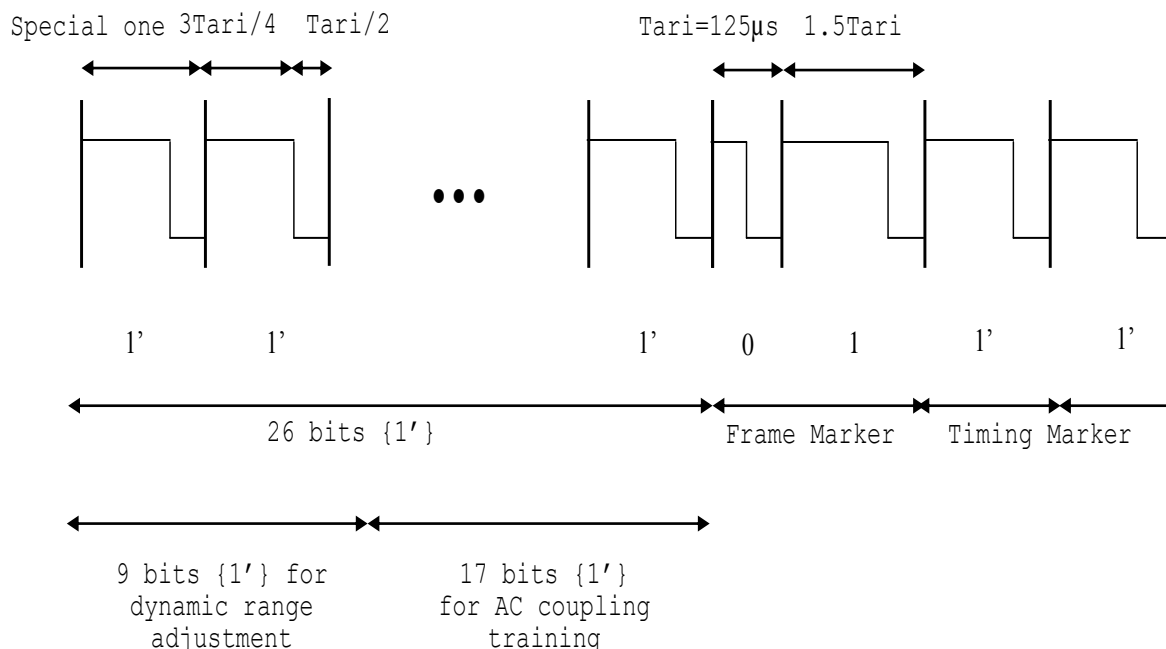 Special one 3Tari/4 Tari/2 Tari=125μs 1.5Tari
1’ 1’ 1’ 0 1 1’ 1’
26 bits {1′} Frame Marker Timing Marker
9 bits {1′} for
dynamic range
adjustment
17 bits {1′}
for AC coupling
training